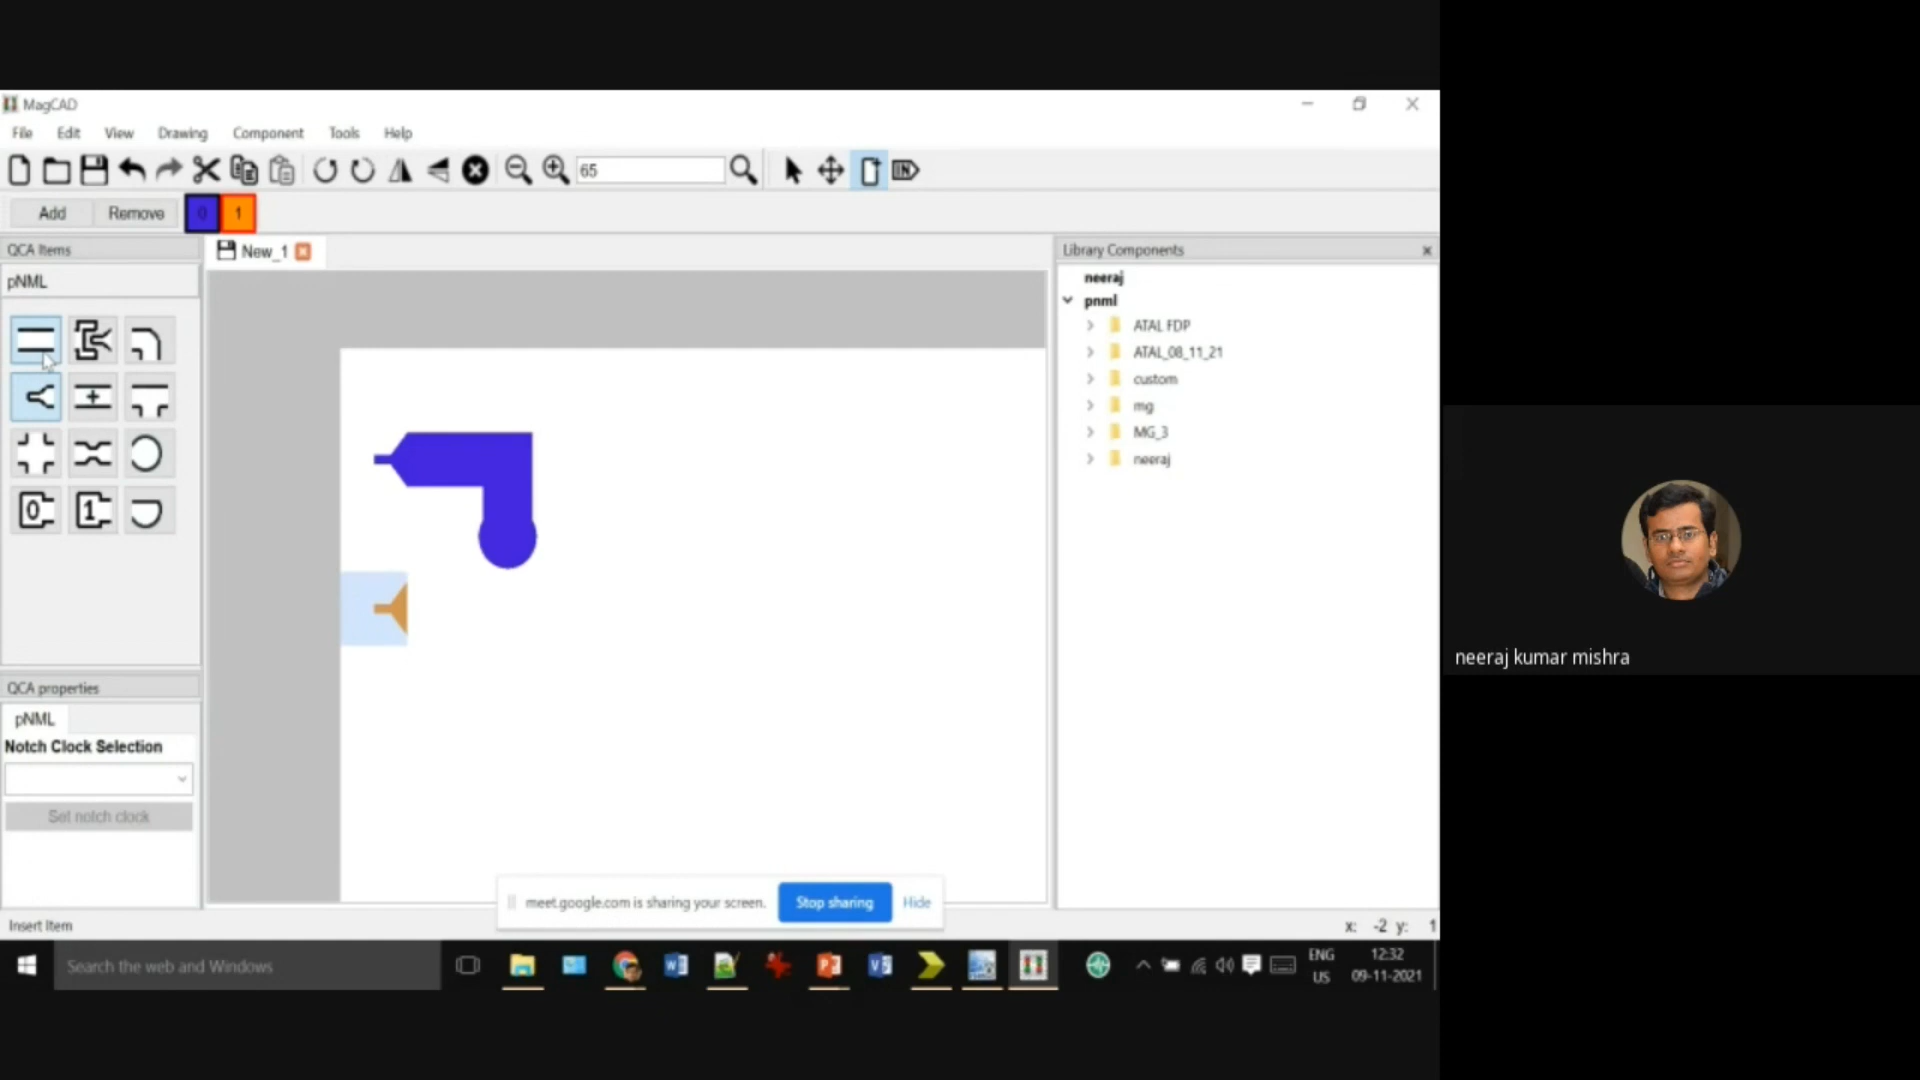 MagCAD
File Edit View Drawing Component Tools Help
65
IN
Add Remove 0 1
QCA Items
New_1
Library Components
pNML
neeraj
pnml
ATAL FDP
ATAL_08_11_21
custom
mg
MG_3
neeraj
0 1
QCA properties
pNML
Notch Clock Selection
Set notch clock
meet.google.com is sharing your screen. Stop sharing Hide
Insert Item
x: -2 y: 1
Search the web and Windows
ENG
US
12:32
09-11-2021
neeraj kumar mishra